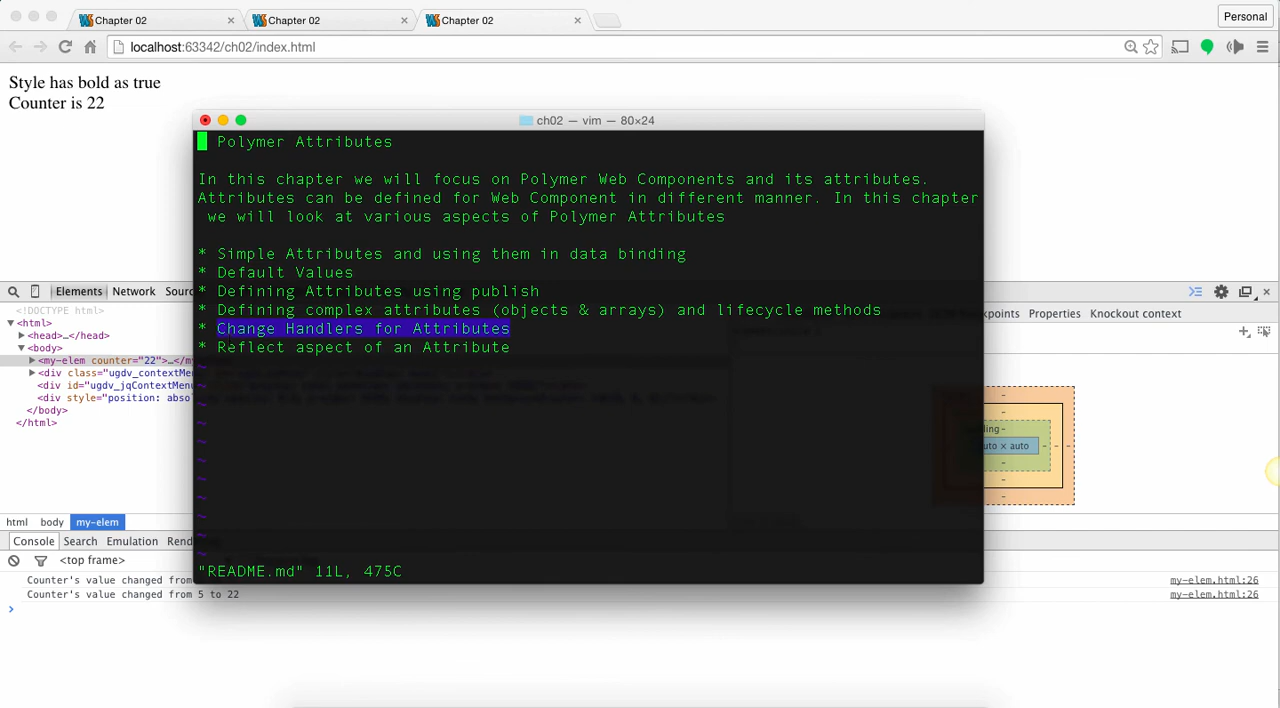 Chapter 02
Chapter 02
Chapter 02
Personal
localhost:63342/ch02/index.html
Style has bold as true
Counter is 22
ch02 — vim — 80×24
Polymer Attributes
In this chapter we will focus on Polymer Web Components and its attributes.
Attributes can be defined for Web Component in different manner. In this chapter
we will look at various aspects of Polymer Attributes
* Simple Attributes and using them in data binding
* Default Values
* Defining Attributes using publish
* Defining complex attributes (objects & arrays) and lifecycle methods
* Change Handlers for Attributes
* Reflect aspect of an Attribute
~
~
~
~
~
~
~
~
~
~
~
"README.md" 11L, 475C
Elements Network Sourc
<!DOCTYPE html>
<html>
<head>…</head>
<body>
<my-elem counter="22">…</m
<div class="ugdv_contextMen
<div id="ugdv_jqContextMenu
<div style="position: abso
</body>
</html>
kpoints Properties Knockout context
ding -
auto × auto
html body my-elem
Console Search Emulation Rend
<top frame>
Counter's value changed from
my-elem.html:26
Counter's value changed from 5 to 22
my-elem.html:26